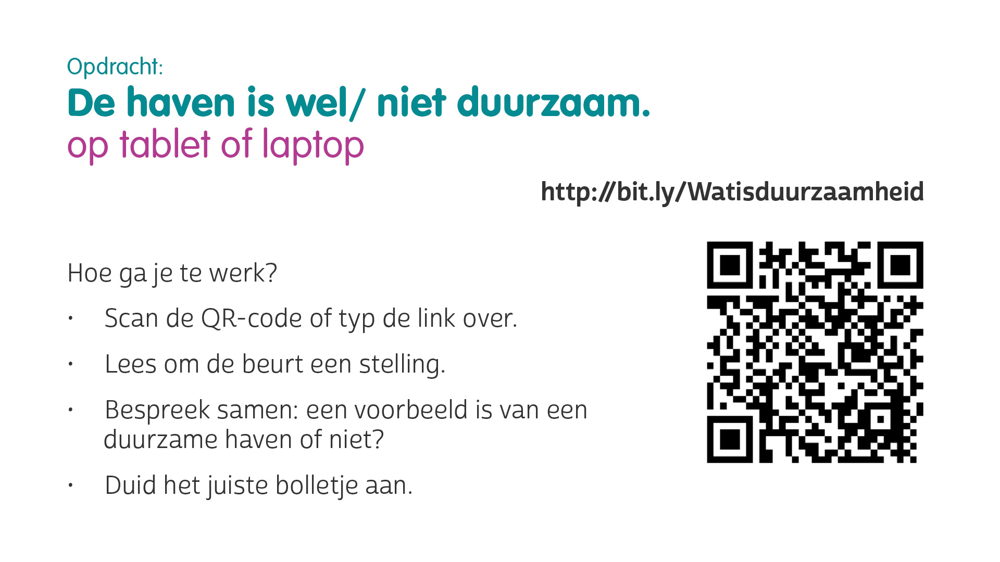 Opdracht:
De haven is wel/ niet duurzaam.
op tablet of laptop
http://bit.ly/Watisduurzaamheid
Hoe ga je te werk?
• Scan de QR-code of typ de link over.
• Lees om de beurt een stelling.
• Bespreek samen: een voorbeeld is van een
duurzame haven of niet?
• Duid het juiste bolletje aan.